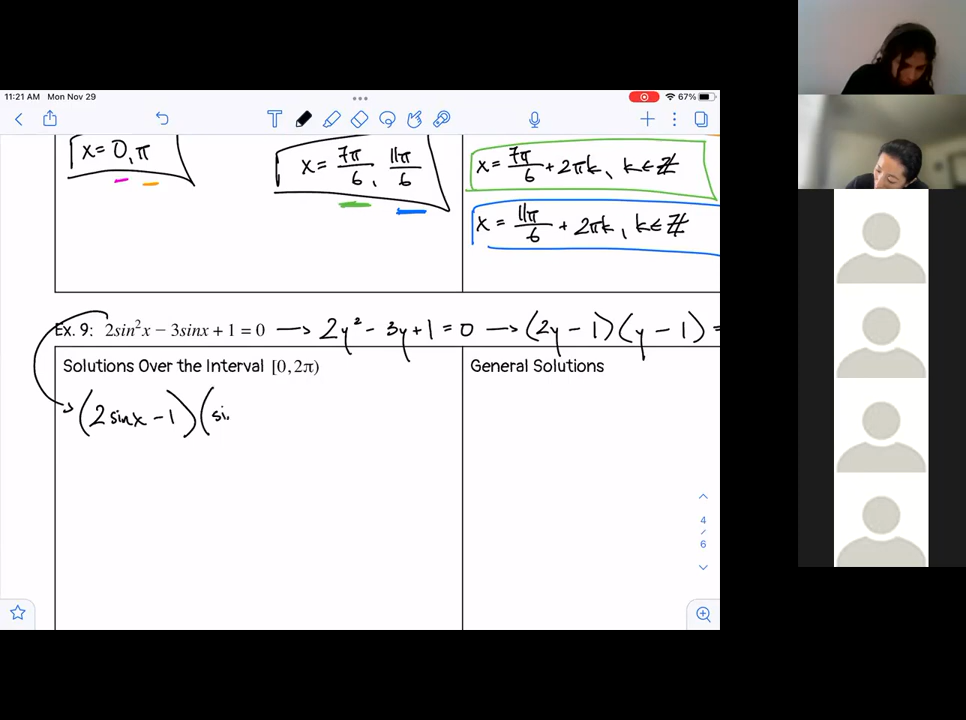 11:21 AM Mon Nov 29
67%
x = 0, π
x = 7π/6, 11π/6
x = 7π/6 + 2πk, k ∈ ℤ
x = 11π/6 + 2πk, k ∈ ℤ
Ex. 9: 2sin²x − 3sinx + 1 = 0 → 2y² − 3y + 1 = 0 → (2y − 1)(y − 1) =
Solutions Over the Interval [0, 2π)
General Solutions
(2sinx − 1)(si
4
6